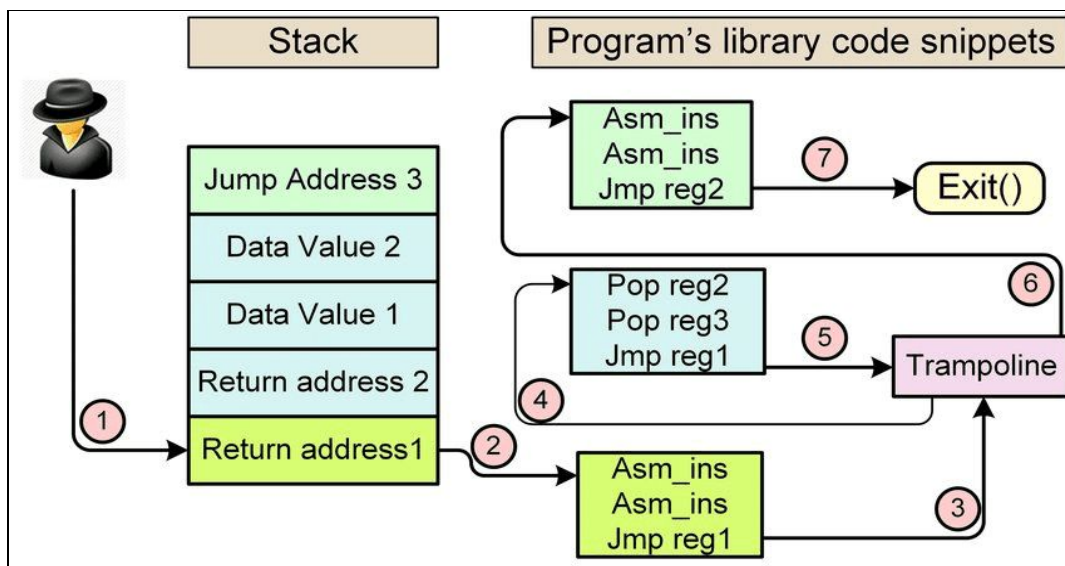 Stack
Program's library code snippets
Jump Address 3
Data Value 2
Data Value 1
Return address 2
Return address1
1
2
Asm_ins
Asm_ins
Jmp reg2
7
Exit()
6
Pop reg2
Pop reg3
Jmp reg1
5
Trampoline
4
Asm_ins
Asm_ins
Jmp reg1
3